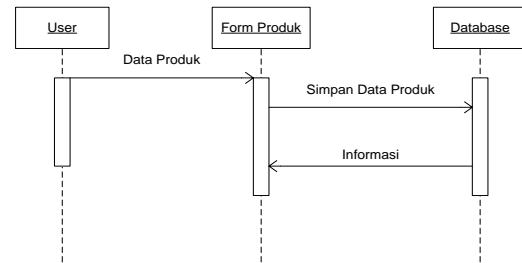 User
Form Produk
Database
Data Produk
Simpan Data Produk
Informasi